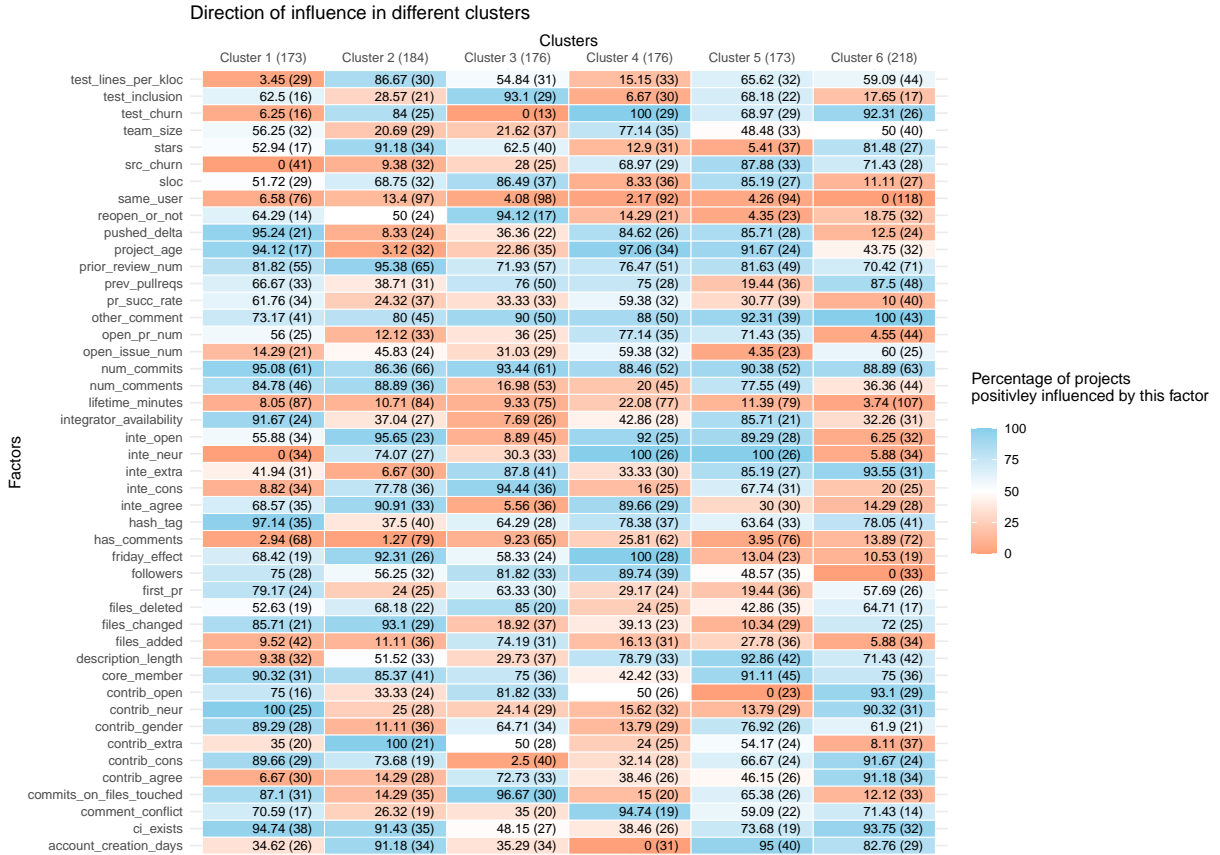 Direction of influence in different clusters
Clusters
Cluster 1 (173) Cluster 2 (184) Cluster 3 (176) Cluster 4 (176) Cluster 5 (173) Cluster 6 (218)
test_lines_per_kloc 3.45 (29) 86.67 (30) 54.84 (31) 15.15 (33) 65.62 (32) 59.09 (44)
test_inclusion 62.5 (16) 28.57 (21) 93.1 (29) 6.67 (30) 68.18 (22) 17.65 (17)
test_churn 6.25 (16) 84 (25) 0 (13) 100 (29) 68.97 (29) 92.31 (26)
team_size 56.25 (32) 20.69 (29) 21.62 (37) 77.14 (35) 48.48 (33) 50 (40)
stars 52.94 (17) 91.18 (34) 62.5 (40) 12.9 (31) 5.41 (37) 81.48 (27)
src_churn 0 (41) 9.38 (32) 28 (25) 68.97 (29) 87.88 (33) 71.43 (28)
sloc 51.72 (29) 68.75 (32) 86.49 (37) 8.33 (36) 85.19 (27) 11.11 (27)
same_user 6.58 (76) 13.4 (97) 4.08 (98) 2.17 (92) 4.26 (94) 0 (118)
reopen_or_not 64.29 (14) 50 (24) 94.12 (17) 14.29 (21) 4.35 (23) 18.75 (32)
pushed_delta 95.24 (21) 8.33 (24) 36.36 (22) 84.62 (26) 85.71 (28) 12.5 (24)
project_age 94.12 (17) 3.12 (32) 22.86 (35) 97.06 (34) 91.67 (24) 43.75 (32)
prior_review_num 81.82 (55) 95.38 (65) 71.93 (57) 76.47 (51) 81.63 (49) 70.42 (71)
prev_pullreqs 66.67 (33) 38.71 (31) 76 (50) 75 (28) 19.44 (36) 87.5 (48)
pr_succ_rate 61.76 (34) 24.32 (37) 33.33 (33) 59.38 (32) 30.77 (39) 10 (40)
other_comment 73.17 (41) 80 (45) 90 (50) 88 (50) 92.31 (39) 100 (43)
open_pr_num 56 (25) 12.12 (33) 36 (25) 77.14 (35) 71.43 (35) 4.55 (44)
open_issue_num 14.29 (21) 45.83 (24) 31.03 (29) 59.38 (32) 4.35 (23) 60 (25)
num_commits 95.08 (61) 86.36 (66) 93.44 (61) 88.46 (52) 90.38 (52) 88.89 (63)
num_comments 84.78 (46) 88.89 (36) 16.98 (53) 20 (45) 77.55 (49) 36.36 (44)
lifetime_minutes 8.05 (87) 10.71 (84) 9.33 (75) 22.08 (77) 11.39 (79) 3.74 (107)
integrator_availability 91.67 (24) 37.04 (27) 7.69 (26) 42.86 (28) 85.71 (21) 32.26 (31)
inte_open 55.88 (34) 95.65 (23) 8.89 (45) 92 (25) 89.29 (28) 6.25 (32)
inte_neur 0 (34) 74.07 (27) 30.3 (33) 100 (26) 100 (26) 5.88 (34)
inte_extra 41.94 (31) 6.67 (30) 87.8 (41) 33.33 (30) 85.19 (27) 93.55 (31)
inte_cons 8.82 (34) 77.78 (36) 94.44 (36) 16 (25) 67.74 (31) 20 (25)
inte_agree 68.57 (35) 90.91 (33) 5.56 (36) 89.66 (29) 30 (30) 14.29 (28)
hash_tag 97.14 (35) 37.5 (40) 64.29 (28) 78.38 (37) 63.64 (33) 78.05 (41)
has_comments 2.94 (68) 1.27 (79) 9.23 (65) 25.81 (62) 3.95 (76) 13.89 (72)
friday_effect 68.42 (19) 92.31 (26) 58.33 (24) 100 (28) 13.04 (23) 10.53 (19)
followers 75 (28) 56.25 (32) 81.82 (33) 89.74 (39) 48.57 (35) 0 (33)
first_pr 79.17 (24) 24 (25) 63.33 (30) 29.17 (24) 19.44 (36) 57.69 (26)
files_deleted 52.63 (19) 68.18 (22) 85 (20) 24 (25) 42.86 (35) 64.71 (17)
files_changed 85.71 (21) 93.1 (29) 18.92 (37) 39.13 (23) 10.34 (29) 72 (25)
files_added 9.52 (42) 11.11 (36) 74.19 (31) 16.13 (31) 27.78 (36) 5.88 (34)
description_length 9.38 (32) 51.52 (33) 29.73 (37) 78.79 (33) 92.86 (42) 71.43 (42)
core_member 90.32 (31) 85.37 (41) 75 (36) 42.42 (33) 91.11 (45) 75 (36)
contrib_open 75 (16) 33.33 (24) 81.82 (33) 50 (26) 0 (23) 93.1 (29)
contrib_neur 100 (25) 25 (28) 24.14 (29) 15.62 (32) 13.79 (29) 90.32 (31)
contrib_gender 89.29 (28) 11.11 (36) 64.71 (34) 13.79 (29) 76.92 (26) 61.9 (21)
contrib_extra 35 (20) 100 (21) 50 (28) 24 (25) 54.17 (24) 8.11 (37)
contrib_cons 89.66 (29) 73.68 (19) 2.5 (40) 32.14 (28) 66.67 (24) 91.67 (24)
contrib_agree 6.67 (30) 14.29 (28) 72.73 (33) 38.46 (26) 46.15 (26) 91.18 (34)
commits_on_files_touched 87.1 (31) 14.29 (35) 96.67 (30) 15 (20) 65.38 (26) 12.12 (33)
comment_conflict 70.59 (17) 26.32 (19) 35 (20) 94.74 (19) 59.09 (22) 71.43 (14)
ci_exists 94.74 (38) 91.43 (35) 48.15 (27) 38.46 (26) 73.68 (19) 93.75 (32)
account_creation_days 34.62 (26) 91.18 (34) 35.29 (34) 0 (31) 95 (40) 82.76 (29)
Factors
Percentage of projects
positivley influenced by this factor
100
75
50
25
0